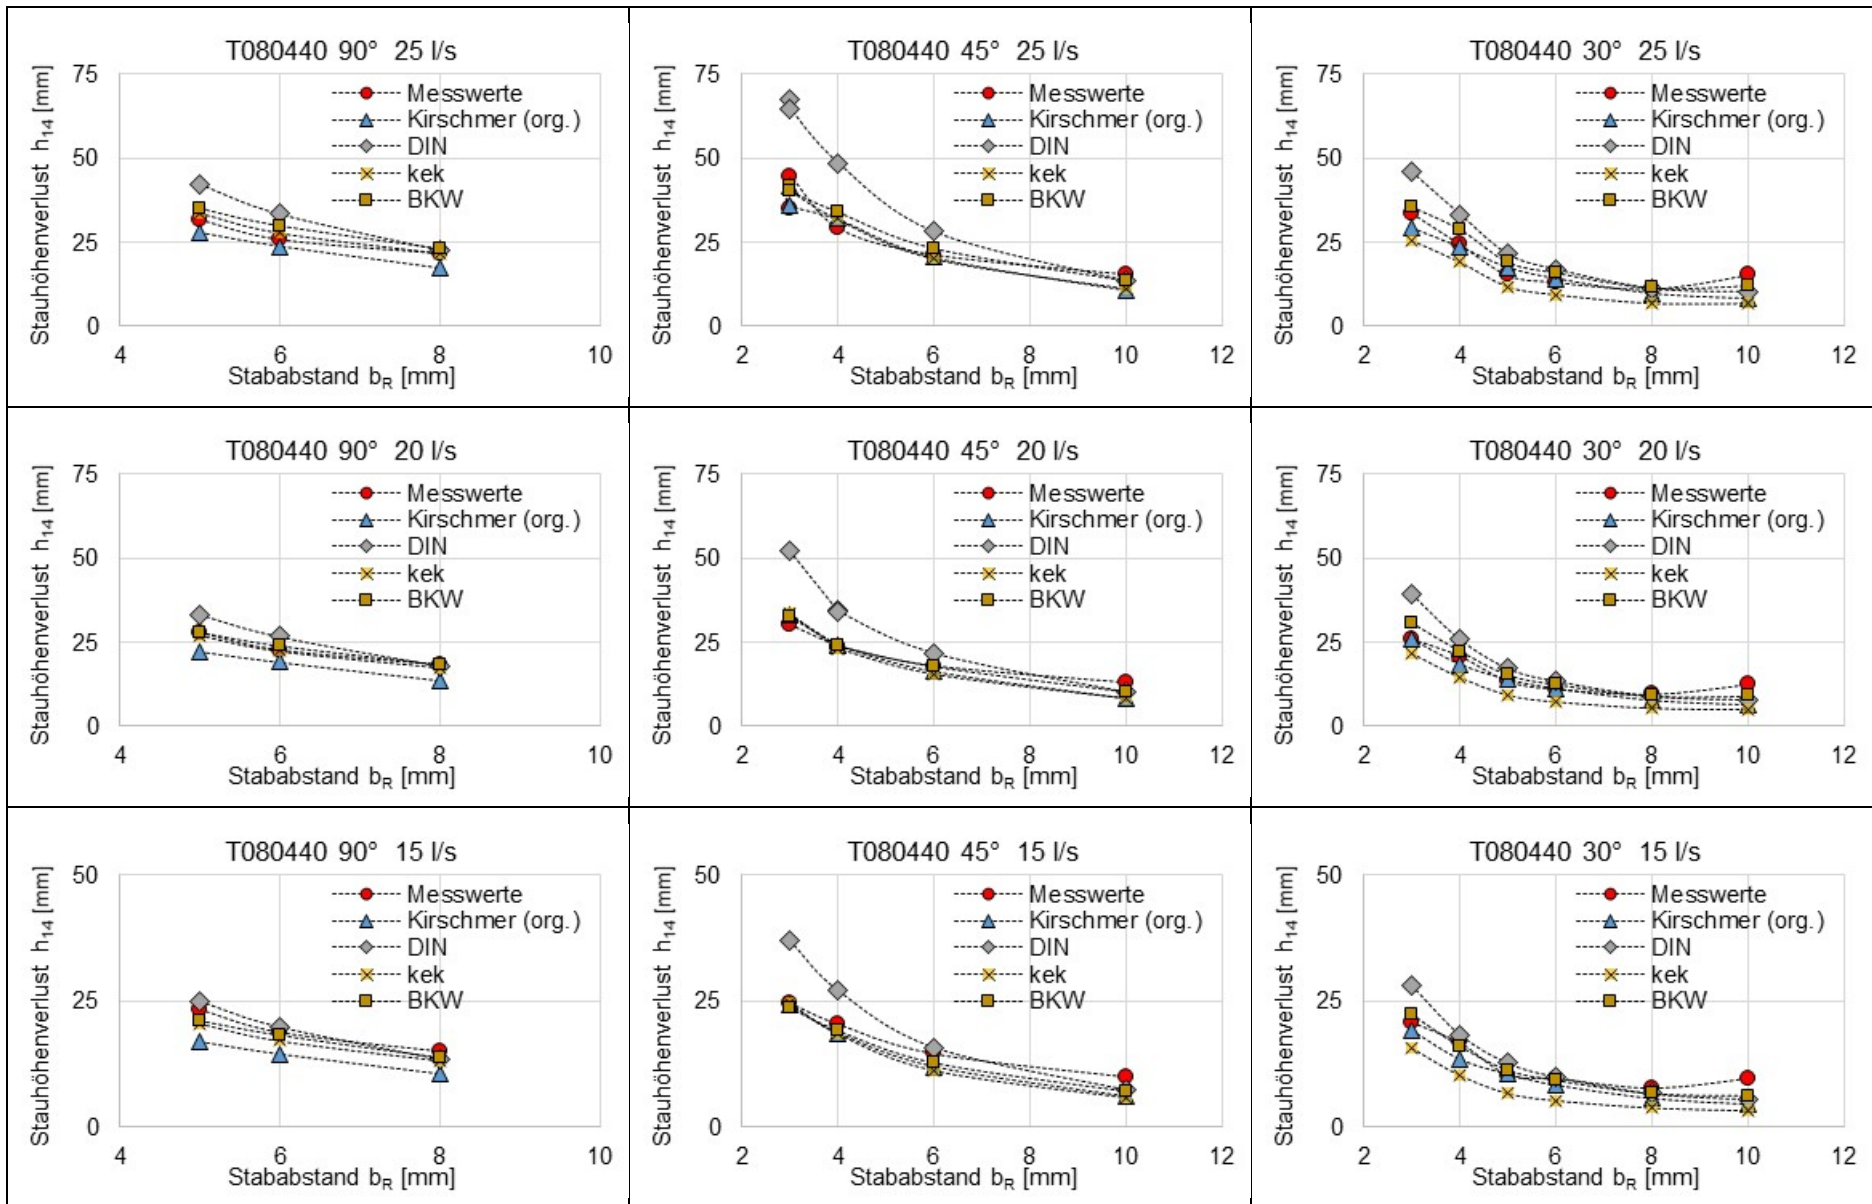 T080440 90° 25 l/s
Stauhöhenverlust h14 [mm]
75
50
25
0
Messwerte
Kirschmer (org.)
DIN
kek
BKW
4 6 8 10
Stababstand bR [mm]
T080440 45° 25 l/s
Stauhöhenverlust h14 [mm]
75
50
25
0
Messwerte
Kirschmer (org.)
DIN
kek
BKW
2 4 6 8 10 12
Stababstand bR [mm]
T080440 30° 25 l/s
Stauhöhenverlust h14 [mm]
75
50
25
0
Messwerte
Kirschmer (org.)
DIN
kek
BKW
2 4 6 8 10 12
Stababstand bR [mm]
T080440 90° 20 l/s
Stauhöhenverlust h14 [mm]
75
50
25
0
Messwerte
Kirschmer (org.)
DIN
kek
BKW
4 6 8 10
Stababstand bR [mm]
T080440 45° 20 l/s
Stauhöhenverlust h14 [mm]
75
50
25
0
Messwerte
Kirschmer (org.)
DIN
kek
BKW
2 4 6 8 10 12
Stababstand bR [mm]
T080440 30° 20 l/s
Stauhöhenverlust h14 [mm]
75
50
25
0
Messwerte
Kirschmer (org.)
DIN
kek
BKW
2 4 6 8 10 12
Stababstand bR [mm]
T080440 90° 15 l/s
Stauhöhenverlust h14 [mm]
50
25
0
Messwerte
Kirschmer (org.)
DIN
kek
BKW
4 6 8 10
Stababstand bR [mm]
T080440 45° 15 l/s
Stauhöhenverlust h14 [mm]
50
25
0
Messwerte
Kirschmer (org.)
DIN
kek
BKW
2 4 6 8 10 12
Stababstand bR [mm]
T080440 30° 15 l/s
Stauhöhenverlust h14 [mm]
50
25
0
Messwerte
Kirschmer (org.)
DIN
kek
BKW
2 4 6 8 10 12
Stababstand bR [mm]